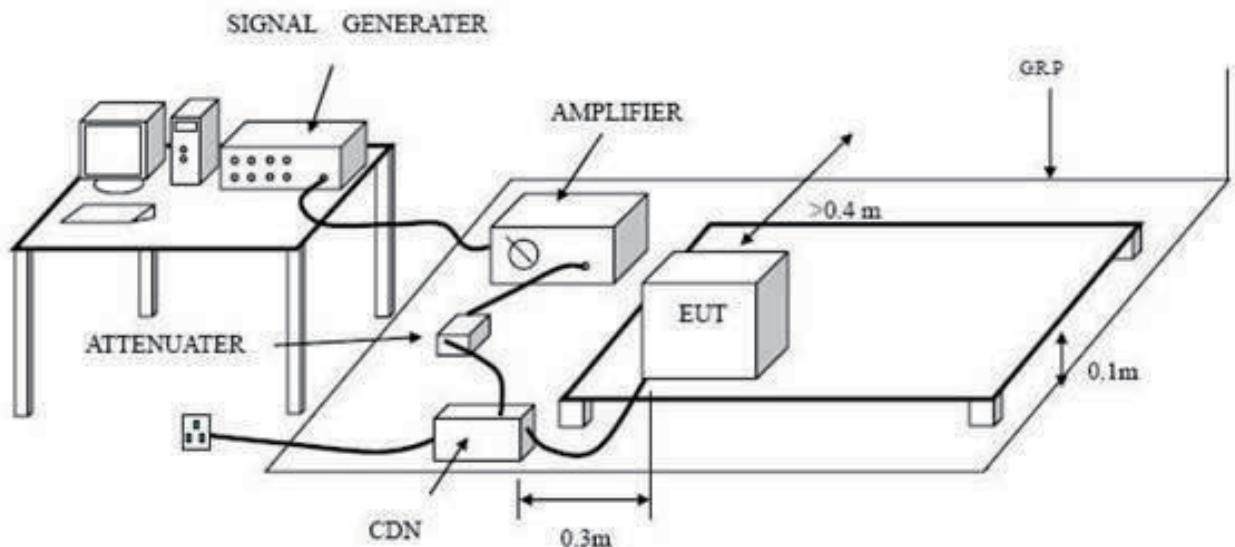 SIGNAL GENERATER
G.R.P
AMPLIFIER
>0.4 m
EUT
ATTENUATER
0.1m
CDN
0.3m